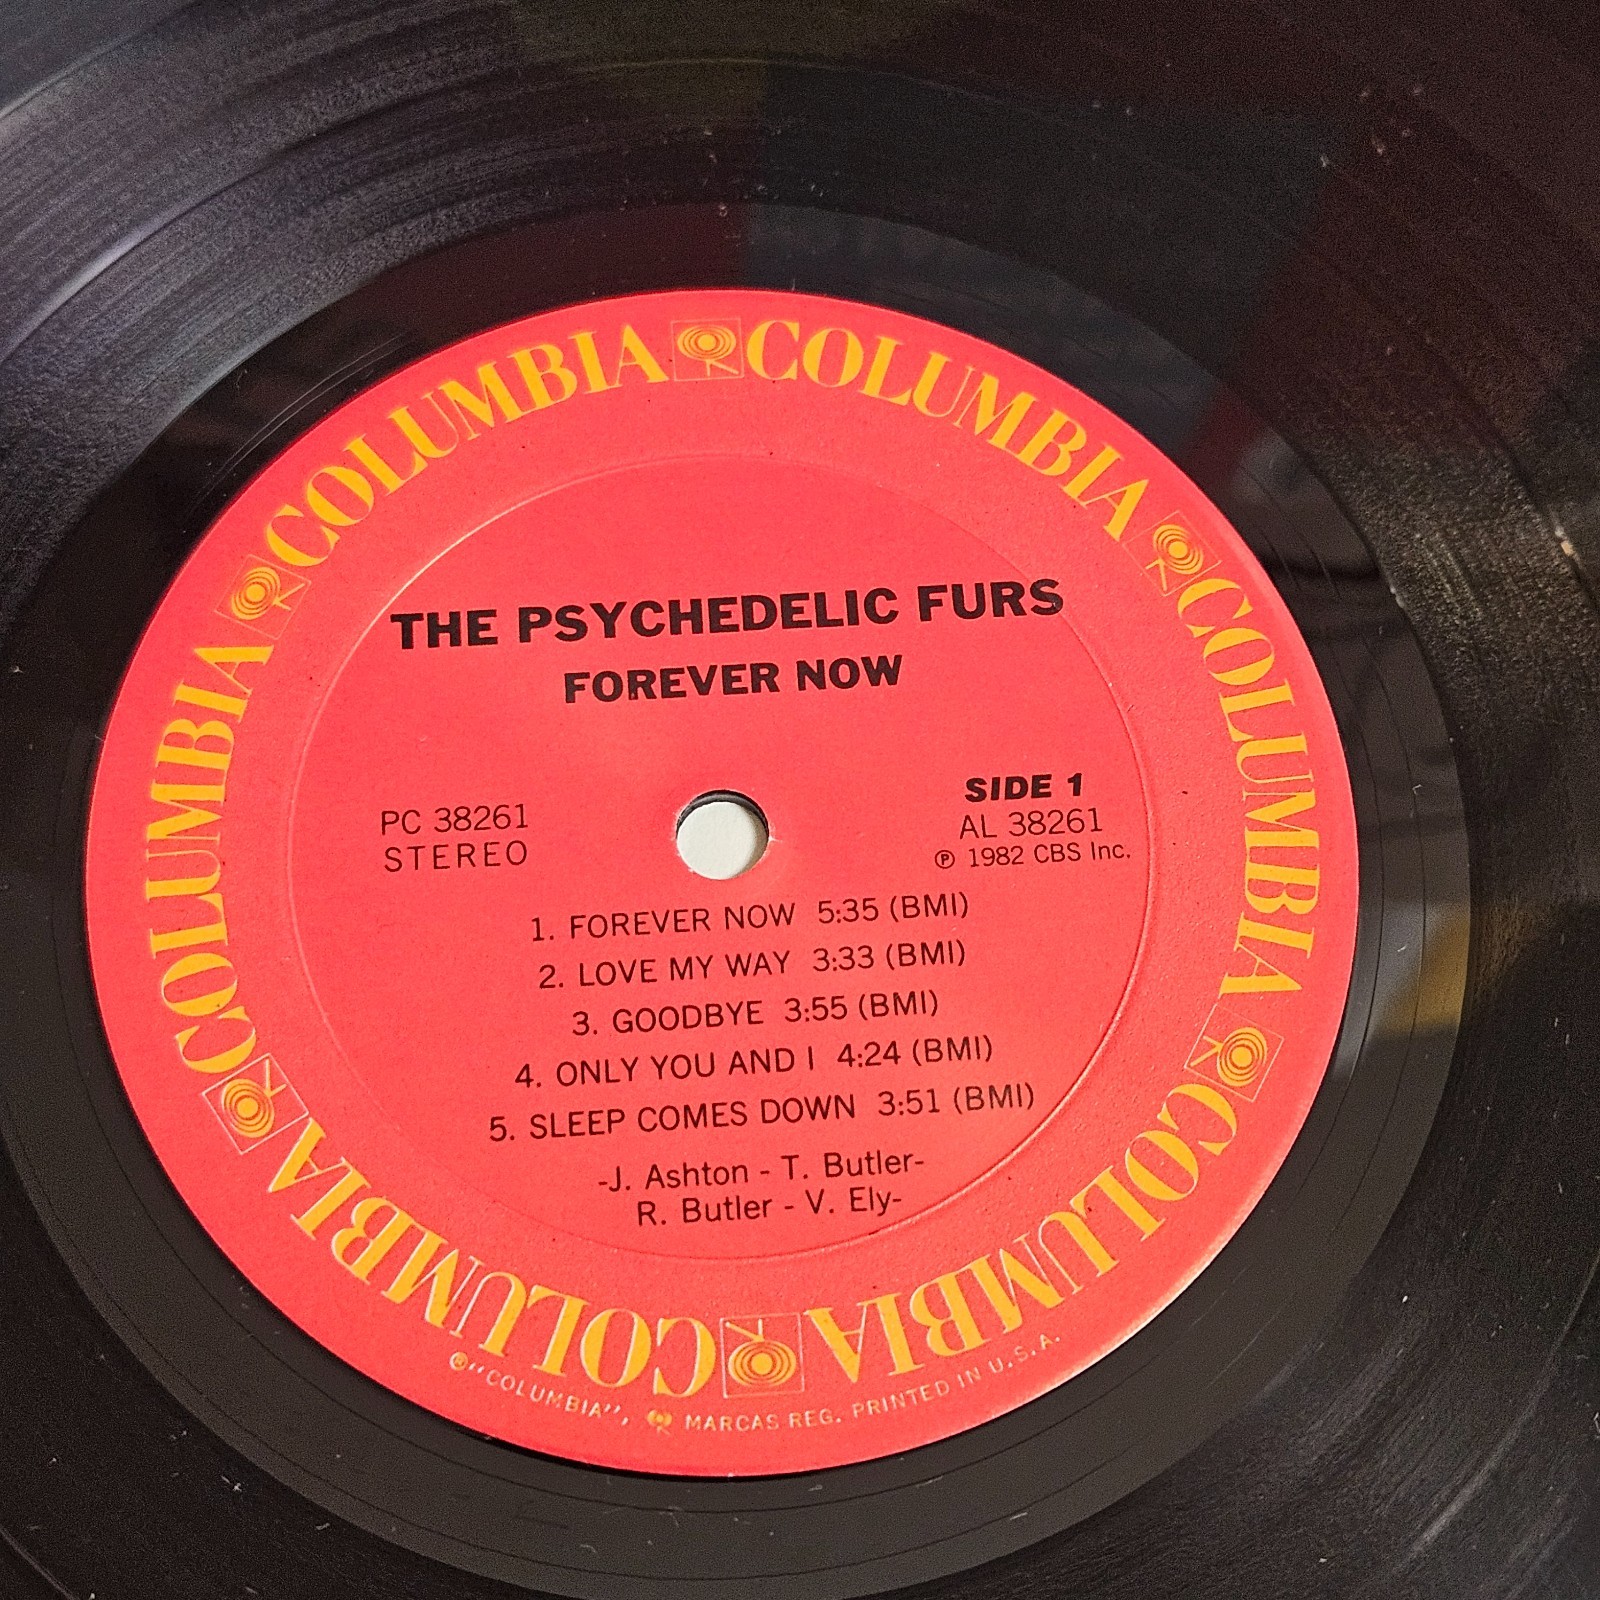 COLUMBIA COLUMBIA COLUMBIA COLUMBIA COLUMBIA COLUMBIA
THE PSYCHEDELIC FURS
FOREVER NOW
SIDE 1
PC 38261
AL 38261
STEREO
℗ 1982 CBS Inc.
1. FOREVER NOW 5:35 (BMI)
2. LOVE MY WAY 3:33 (BMI)
3. GOODBYE 3:55 (BMI)
4. ONLY YOU AND I 4:24 (BMI)
5. SLEEP COMES DOWN 3:51 (BMI)
-J. Ashton - T. Butler-
R. Butler - V. Ely-
®"COLUMBIA", MARCAS REG. PRINTED IN U.S.A.